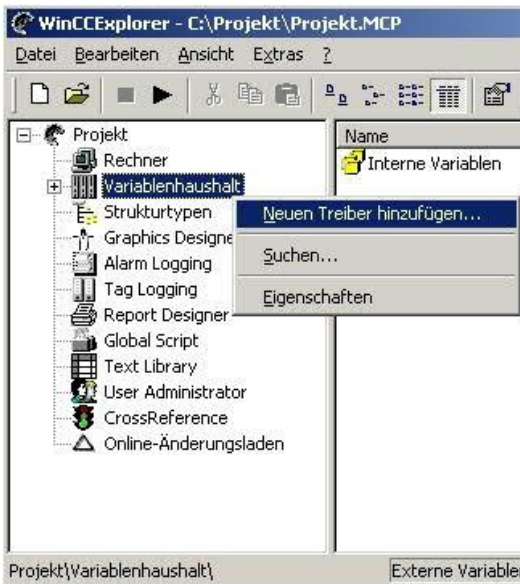 WinCCExplorer - C:\Projekt\Projekt.MCP
Datei Bearbeiten Ansicht Extras ?
Projekt
Rechner
Variablenhaushalt
Strukturtypen
Graphics Designe
Alarm Logging
Tag Logging
Report Designer
Global Script
Text Library
User Administrator
CrossReference
Online-Änderungsladen
Name
Interne Variablen
Neuen Treiber hinzufügen...
Suchen...
Eigenschaften
Projekt\Variablenhaushalt\
Externe Variable